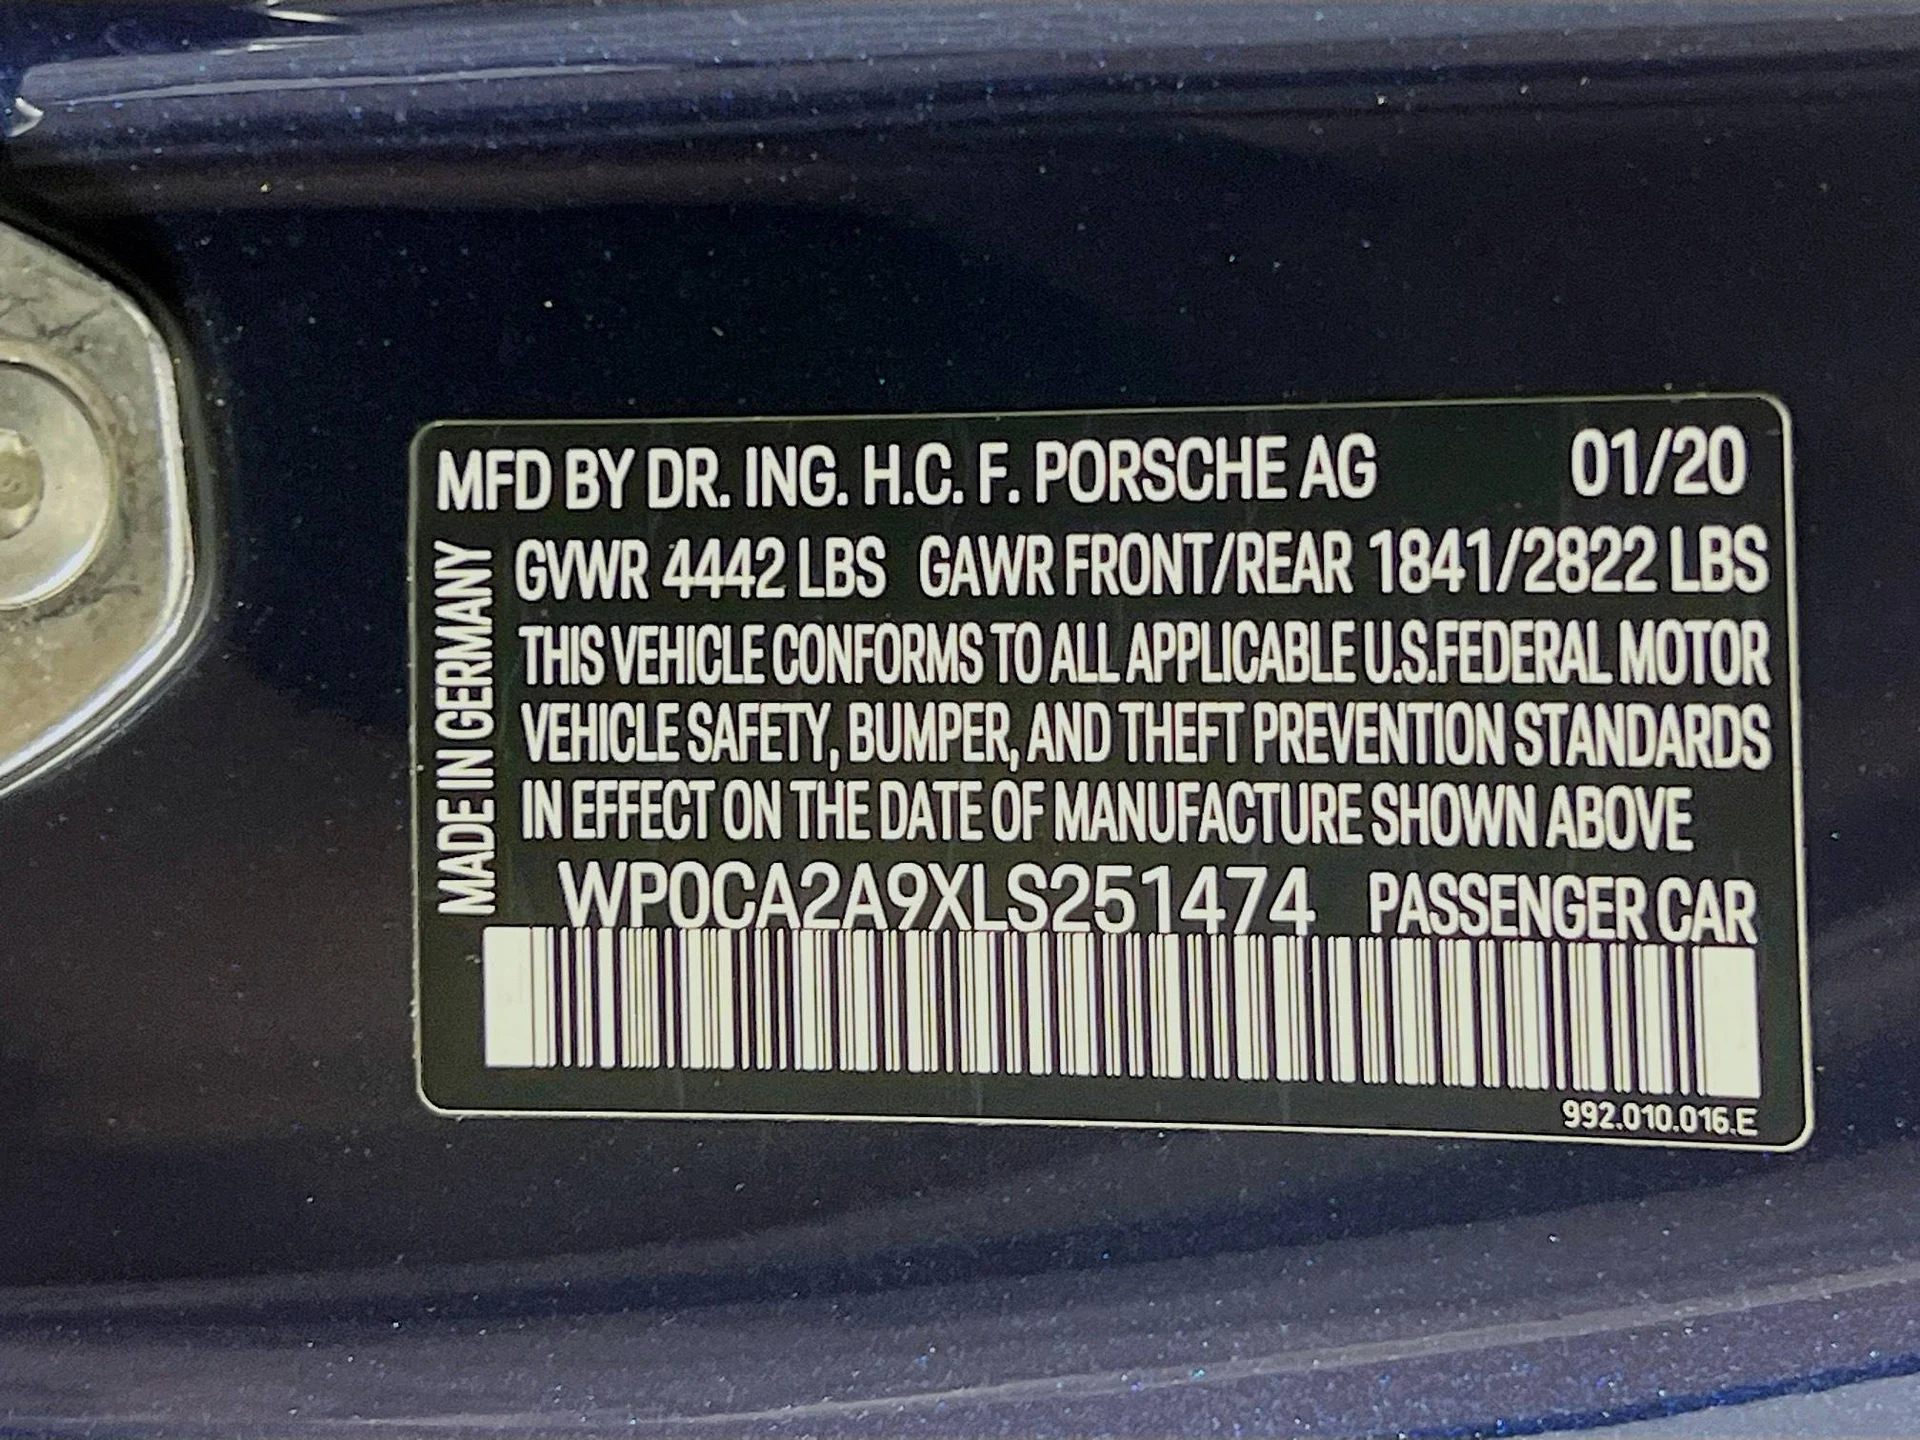 MFD BY DR. ING. H.C. F. PORSCHE AG 01/20
MADE IN GERMANY
GVWR 4442 LBS GAWR FRONT/REAR 1841/2822 LBS
THIS VEHICLE CONFORMS TO ALL APPLICABLE U.S.FEDERAL MOTOR
VEHICLE SAFETY, BUMPER, AND THEFT PREVENTION STANDARDS
IN EFFECT ON THE DATE OF MANUFACTURE SHOWN ABOVE
WP0CA2A9XLS251474 PASSENGER CAR
992.010.016.E